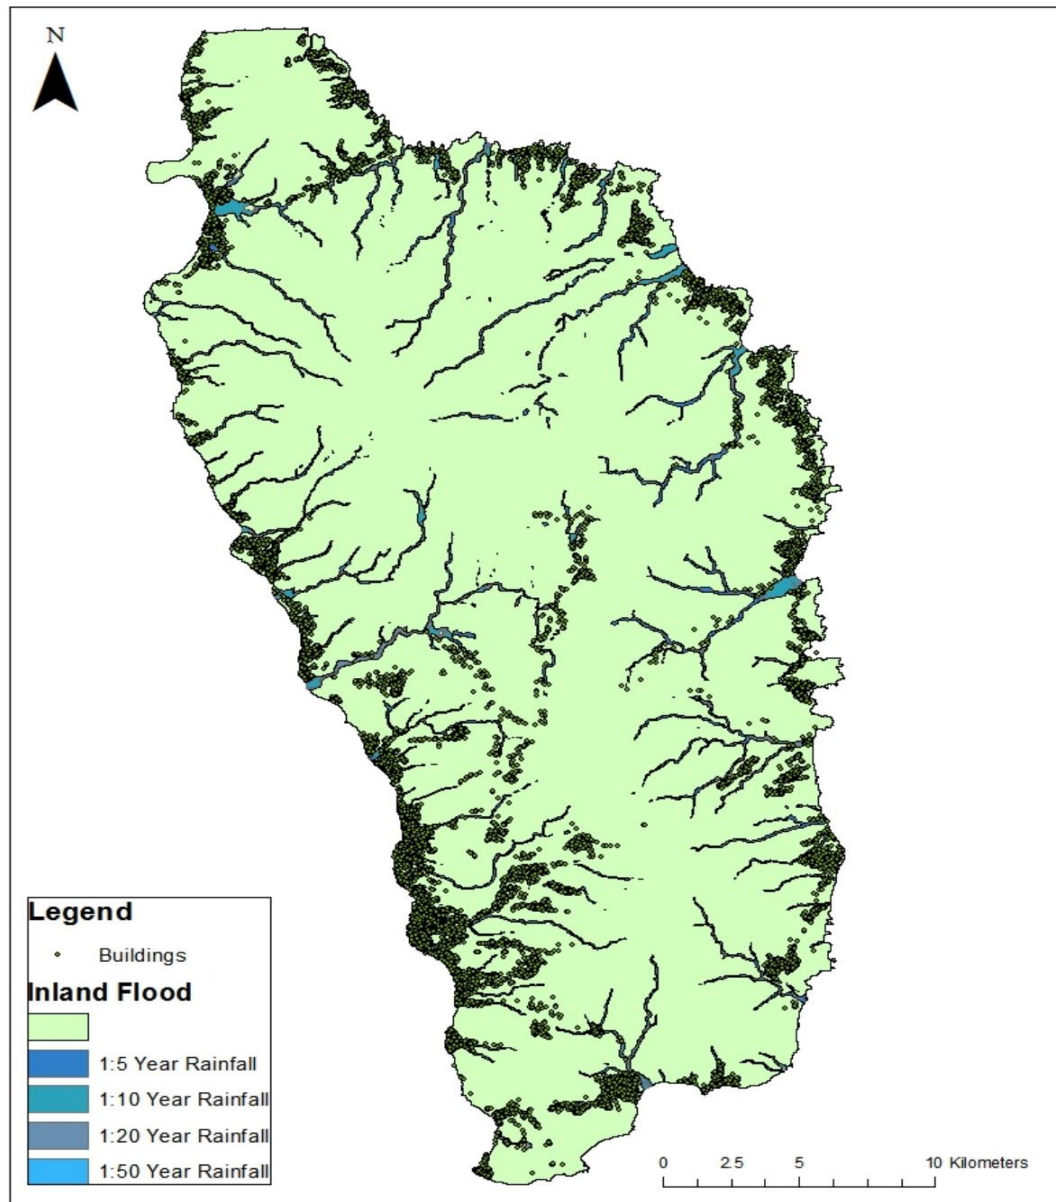 N
Legend
Buildings
Inland Flood
1:5 Year Rainfall
1:10 Year Rainfall
1:20 Year Rainfall
1:50 Year Rainfall
0 2.5 5 10 Kilometers